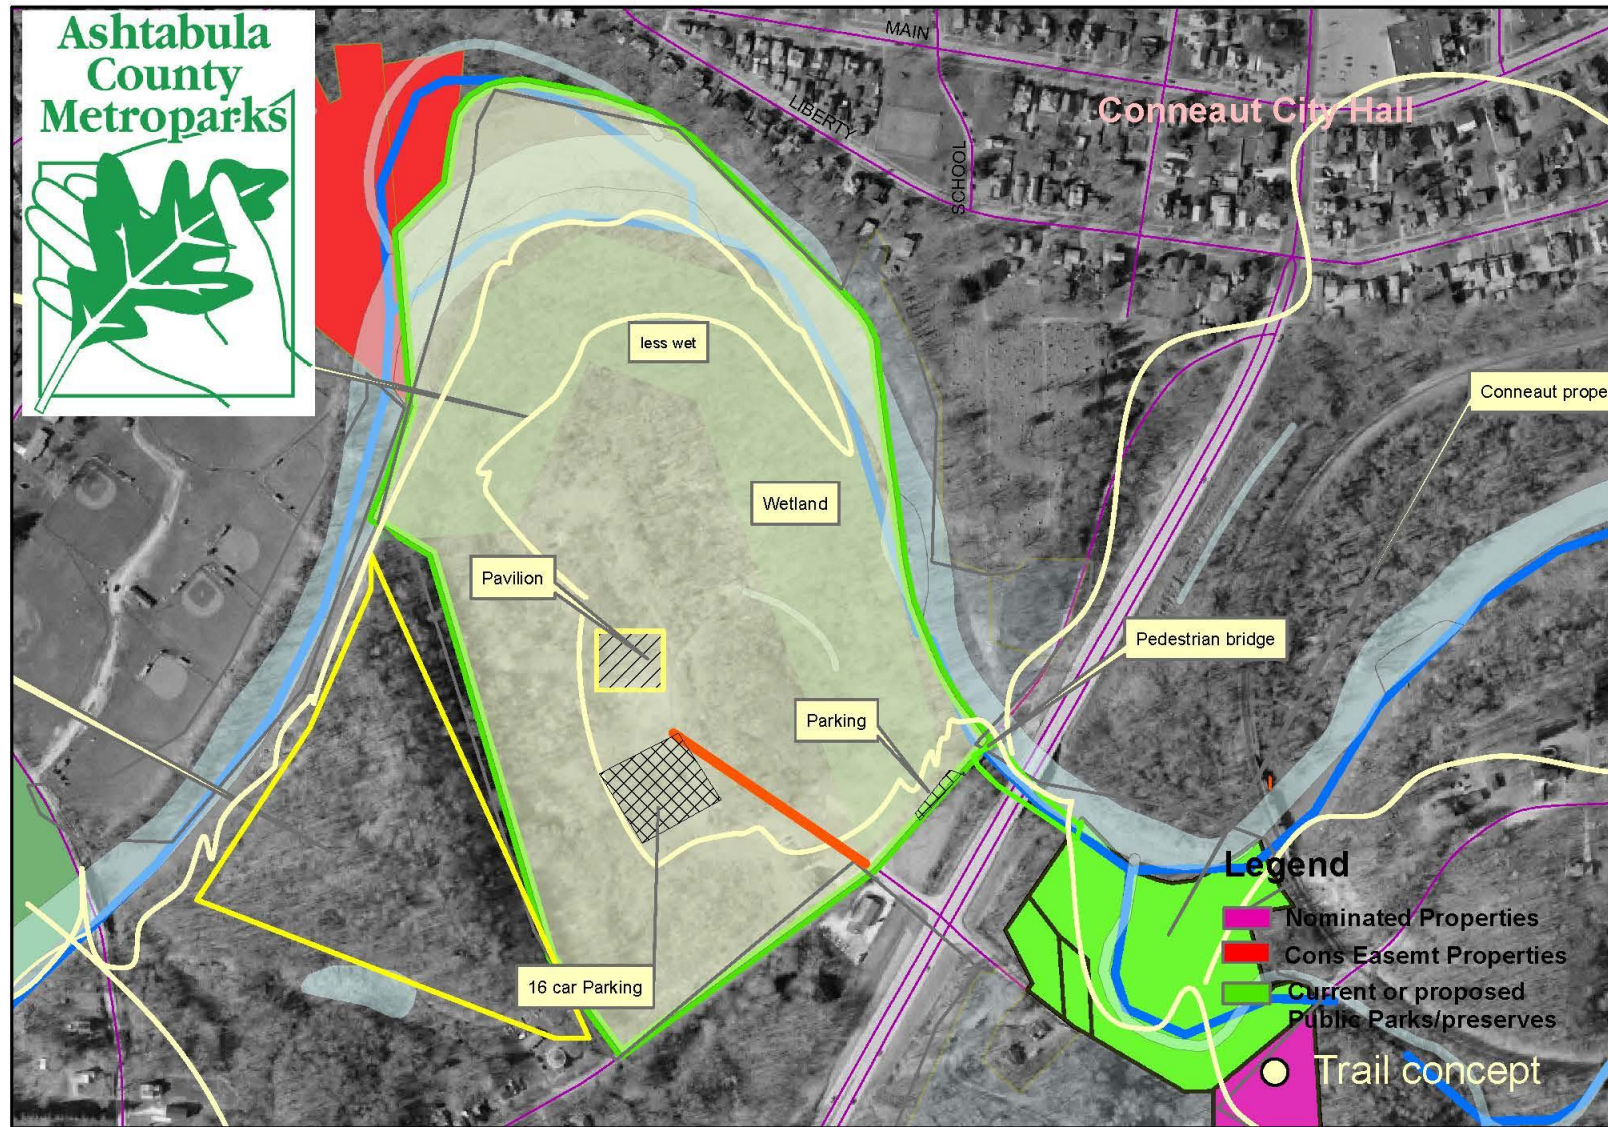 Ashtabula
County
Metroparks
MAIN
LIBERTY
SCHOOL
Conneaut City Hall
less wet
Conneaut prope
Wetland
Pavilion
Pedestrian bridge
Parking
16 car Parking
Legend
Nominated Properties
Cons Easemt Properties
Current or proposed
Public Parks/preserves
Trail concept